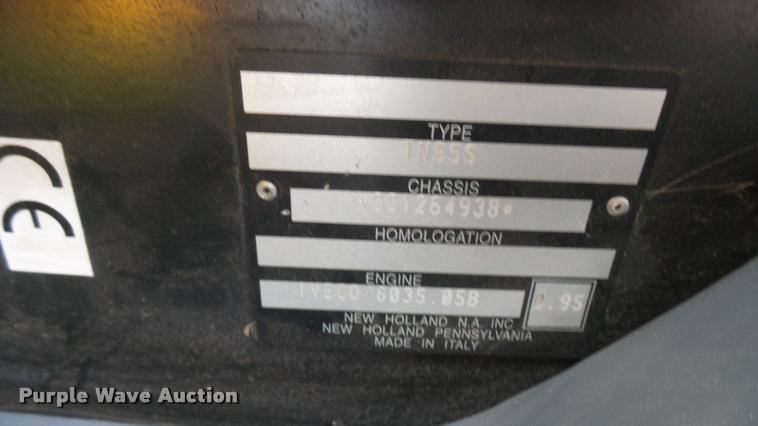 CE
TYPE
TN55S
CHASSIS
*001264938*
HOMOLOGATION
ENGINE
IVECO 8035.05B 0.95
NEW HOLLAND N.A. INC
NEW HOLLAND PENNSYLVANIA
MADE IN ITALY
Purple Wave Auction